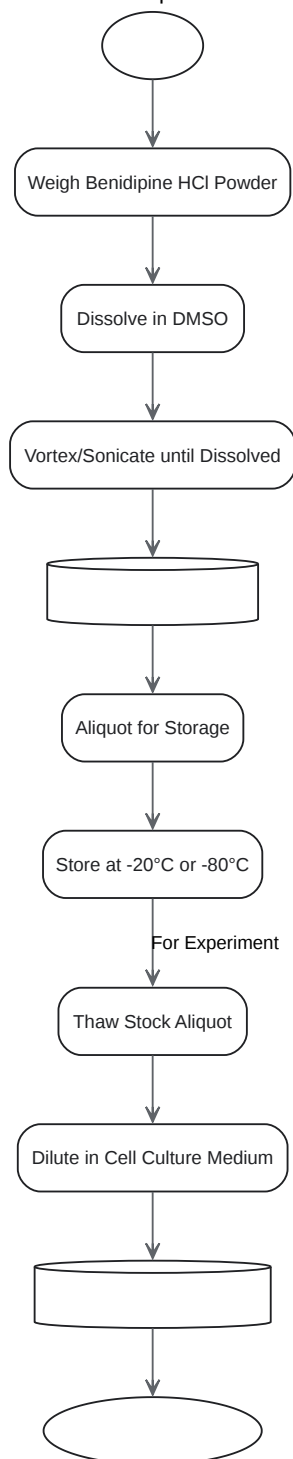 Weigh Benidipine HCl Powder
Dissolve in DMSO
Vortex/Sonicate until Dissolved
Aliquot for Storage
Store at -20°C or -80°C
For Experiment
Thaw Stock Aliquot
Dilute in Cell Culture Medium